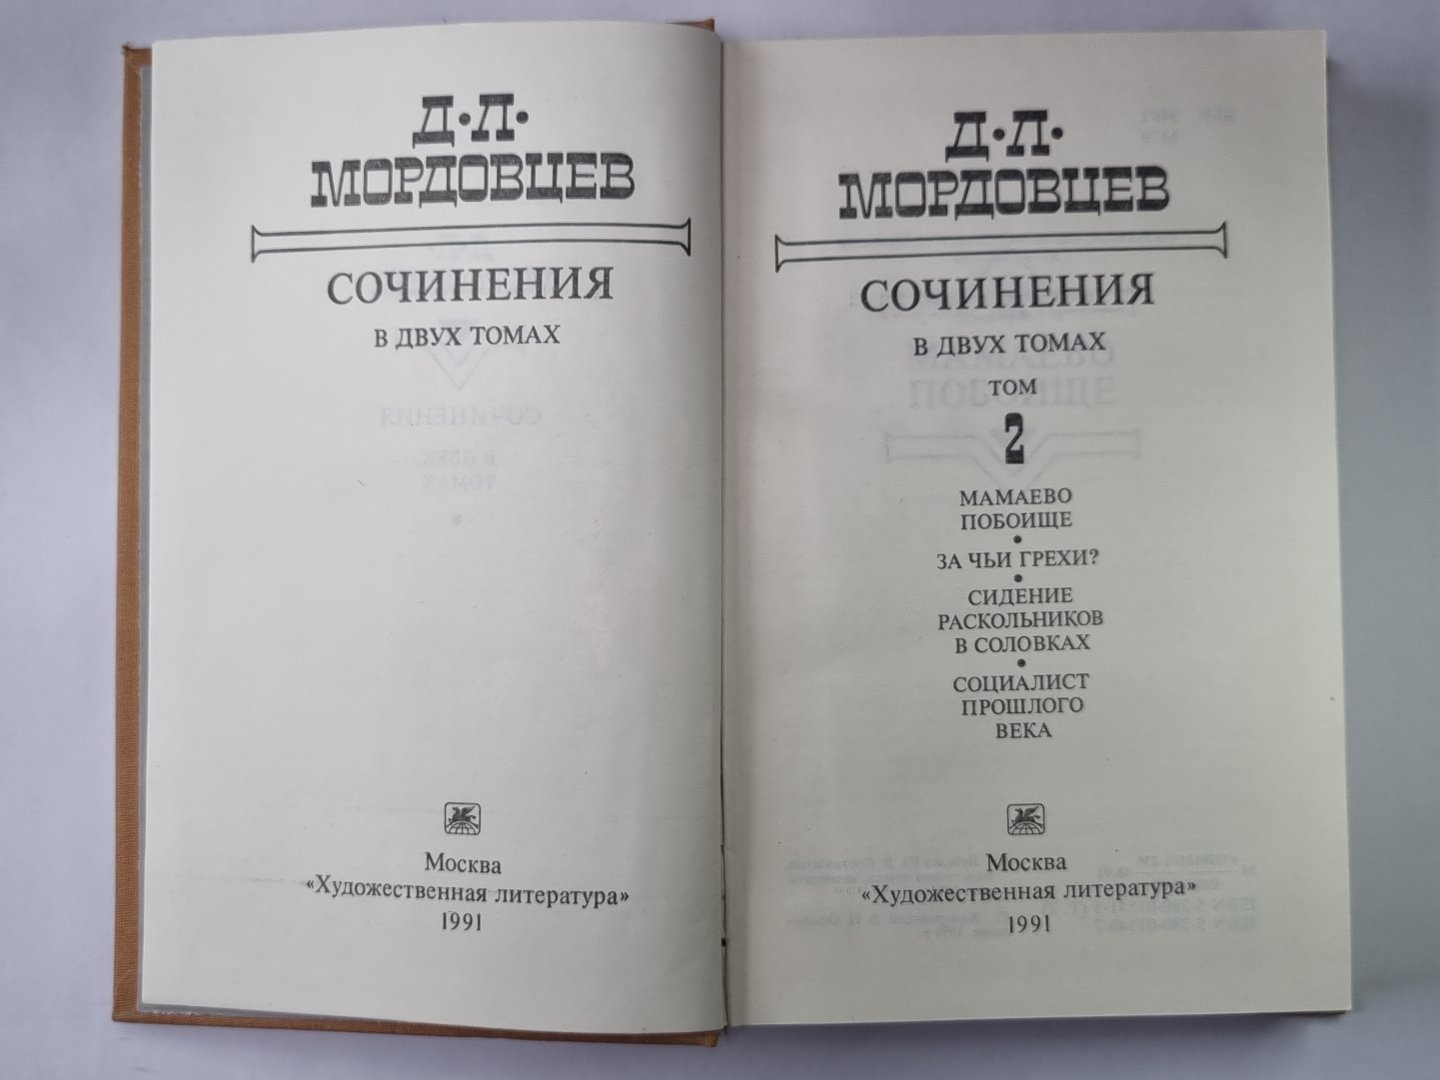 Д·Л·
МОРДОВЦЕВ
СОЧИНЕНИЯ
В ДВУХ ТОМАХ
Москва
«Художественная литература»
1991
Д·Л·
МОРДОВЦЕВ
СОЧИНЕНИЯ
В ДВУХ ТОМАХ
ТОМ
2
МАМАЕВО
ПОБОИЩЕ
•
ЗА ЧЬИ ГРЕХИ?
•
СИДЕНИЕ
РАСКОЛЬНИКОВ
В СОЛОВКАХ
•
СОЦИАЛИСТ
ПРОШЛОГО
ВЕКА
Москва
«Художественная литература»
1991